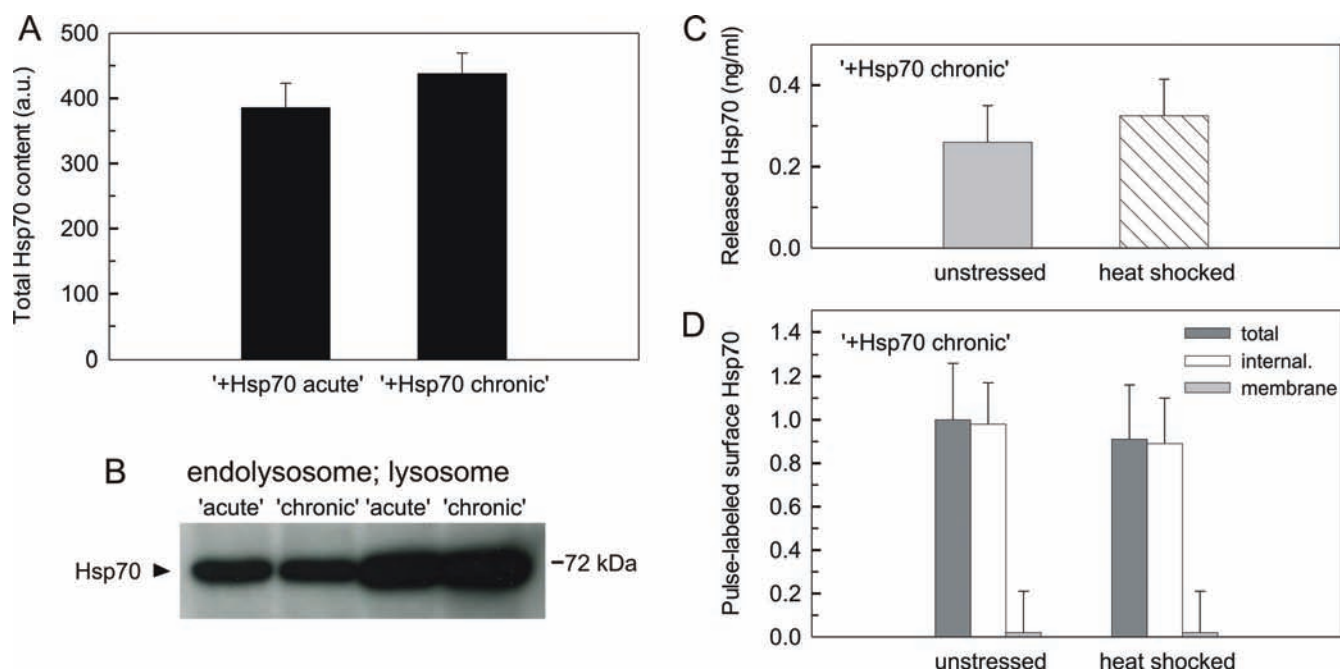 A
Total Hsp70 content (a.u.)
500
400
300
200
100
0
'+Hsp70 acute' '+Hsp70 chronic'
B
endolysosome; lysosome
'acute' 'chronic' 'acute' 'chronic'
Hsp70 ►
–72 kDa
C
Released Hsp70 (ng/ml)
'+Hsp70 chronic'
0.4
0.2
0.0
unstressed heat shocked
D
Pulse-labeled surface Hsp70
'+Hsp70 chronic'
total
internal.
membrane
1.4
1.2
1.0
0.8
0.6
0.4
0.2
0.0
unstressed heat shocked